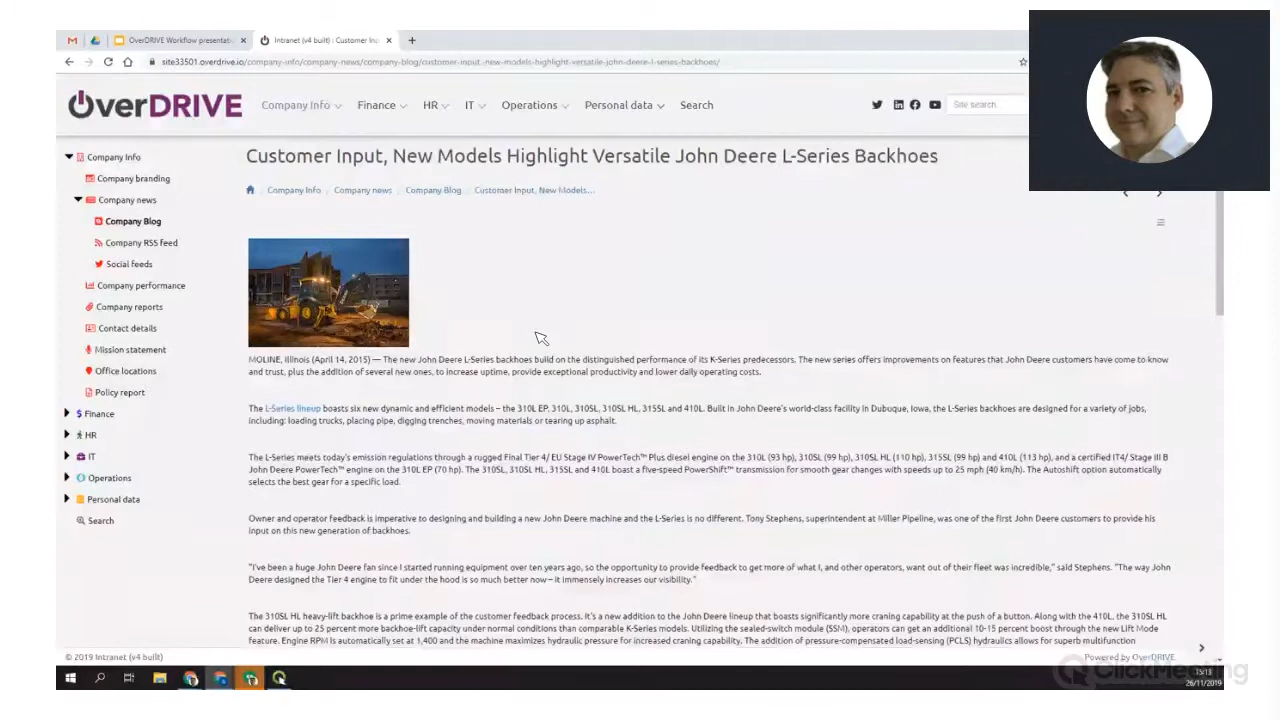 OverDRIVE Workflow presentati
Intranet (v4 built) : Customer Inp
site33501.overdrive.io/company-info/company-news/company-blog/customer-input,-new-models-highlight-versatile-john-deere-l-series-backhoes/
OverDRIVE
Company Info
Finance
HR
IT
Operations
Personal data
Search
Site search
Company Info
Company branding
Company news
Company Blog
Company RSS feed
Social feeds
Company performance
Company reports
Contact details
Mission statement
Office locations
Policy report
Finance
HR
IT
Operations
Personal data
Search
Customer Input, New Models Highlight Versatile John Deere L-Series Backhoes
Company Info / Company news / Company Blog / Customer Input, New Models...
MOLINE, Illinois (April 14, 2015) — The new John Deere L-Series backhoes build on the distinguished performance of its K-Series predecessors. The new series offers improvements on features that John Deere customers have come to know
and trust, plus the addition of several new ones, to increase uptime, provide exceptional productivity and lower daily operating costs.
The L-Series lineup boasts six new dynamic and efficient models – the 310L EP, 310L, 310SL, 310SL HL, 315SL and 410L. Built in John Deere's world-class facility in Dubuque, Iowa, the L-Series backhoes are designed for a variety of jobs,
including: loading trucks, placing pipe, digging trenches, moving materials or tearing up asphalt.
The L-Series meets today's emission regulations through a rugged Final Tier 4/ EU Stage IV PowerTech™ Plus diesel engine on the 310L (93 hp), 310SL (99 hp), 310SL HL (110 hp), 315SL (99 hp) and 410L (113 hp), and a certified IT4/ Stage III B
John Deere PowerTech™ engine on the 310L EP (70 hp). The 310SL, 310SL HL, 315SL and 410L boast a five-speed PowerShift™ transmission for smooth gear changes with speeds up to 25 mph (40 km/h). The Autoshift option automatically
selects the best gear for a specific load.
Owner and operator feedback is imperative to designing and building a new John Deere machine and the L-Series is no different. Tony Stephens, superintendent at Miller Pipeline, was one of the first John Deere customers to provide his
input on this new generation of backhoes.
"I've been a huge John Deere fan since I started running equipment over ten years ago, so the opportunity to provide feedback to get more of what I, and other operators, want out of their fleet was incredible," said Stephens. "The way John
Deere designed the Tier 4 engine to fit under the hood is so much better now – it immensely increases our visibility."
The 310SL HL heavy-lift backhoe is a prime example of the customer feedback process. It's a new addition to the John Deere lineup that boasts significantly more craning capability at the push of a button. Along with the 410L, the 310SL HL
can deliver up to 25 percent more backhoe-lift capacity under normal conditions than comparable K-Series models. Utilizing the sealed-switch module (SSM), operators can get an additional 10-15 percent boost through the new Lift Mode
feature. Engine RPM is automatically set at 1,400 and the machine maximizes hydraulic pressure for increased craning capability. The addition of pressure-compensated load-sensing (PCLS) hydraulics allows for superb multifunction
© 2019 Intranet (v4 built)
Powered by OverDRIVE
ClickMeeting
15:13
26/11/2019